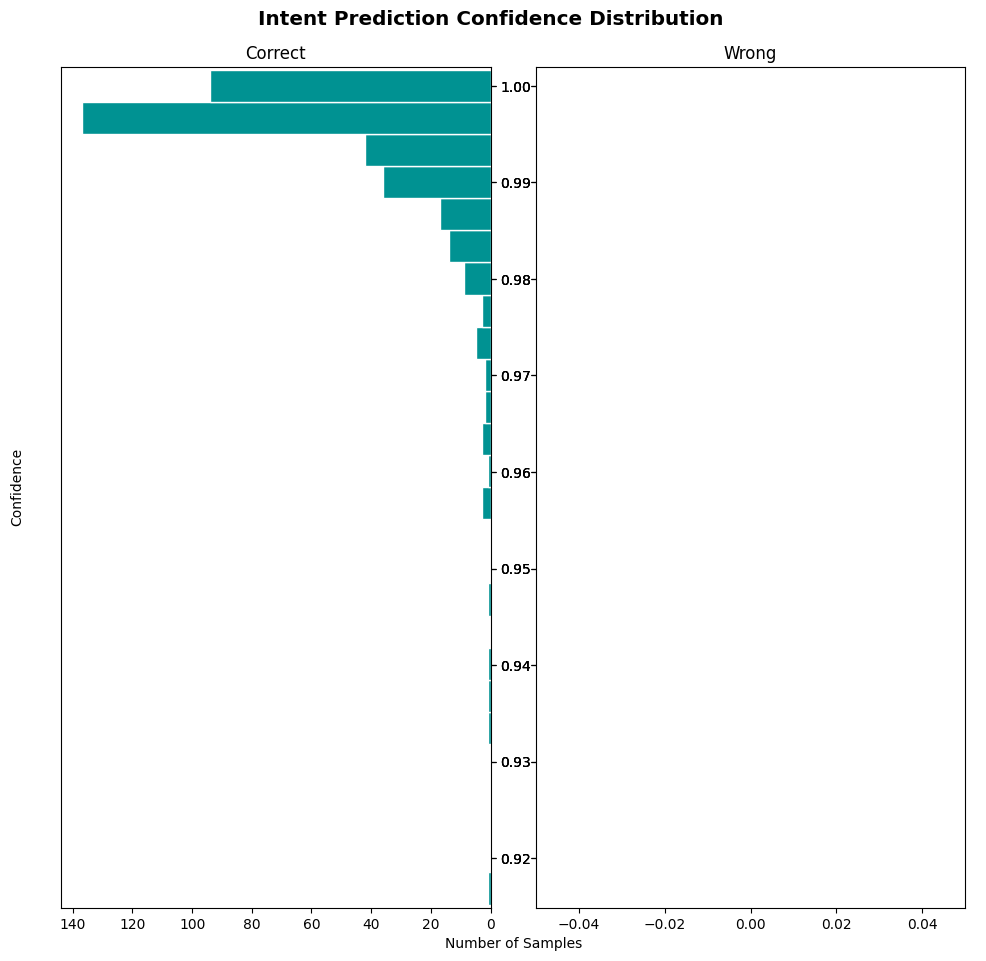 Intent Prediction Confidence Distribution
Correct
Wrong
Confidence
1.00
0.99
0.98
0.97
0.96
0.95
0.94
0.93
0.92
140 120 100 80 60 40 20 0
−0.04 −0.02 0.00 0.02 0.04
Number of Samples